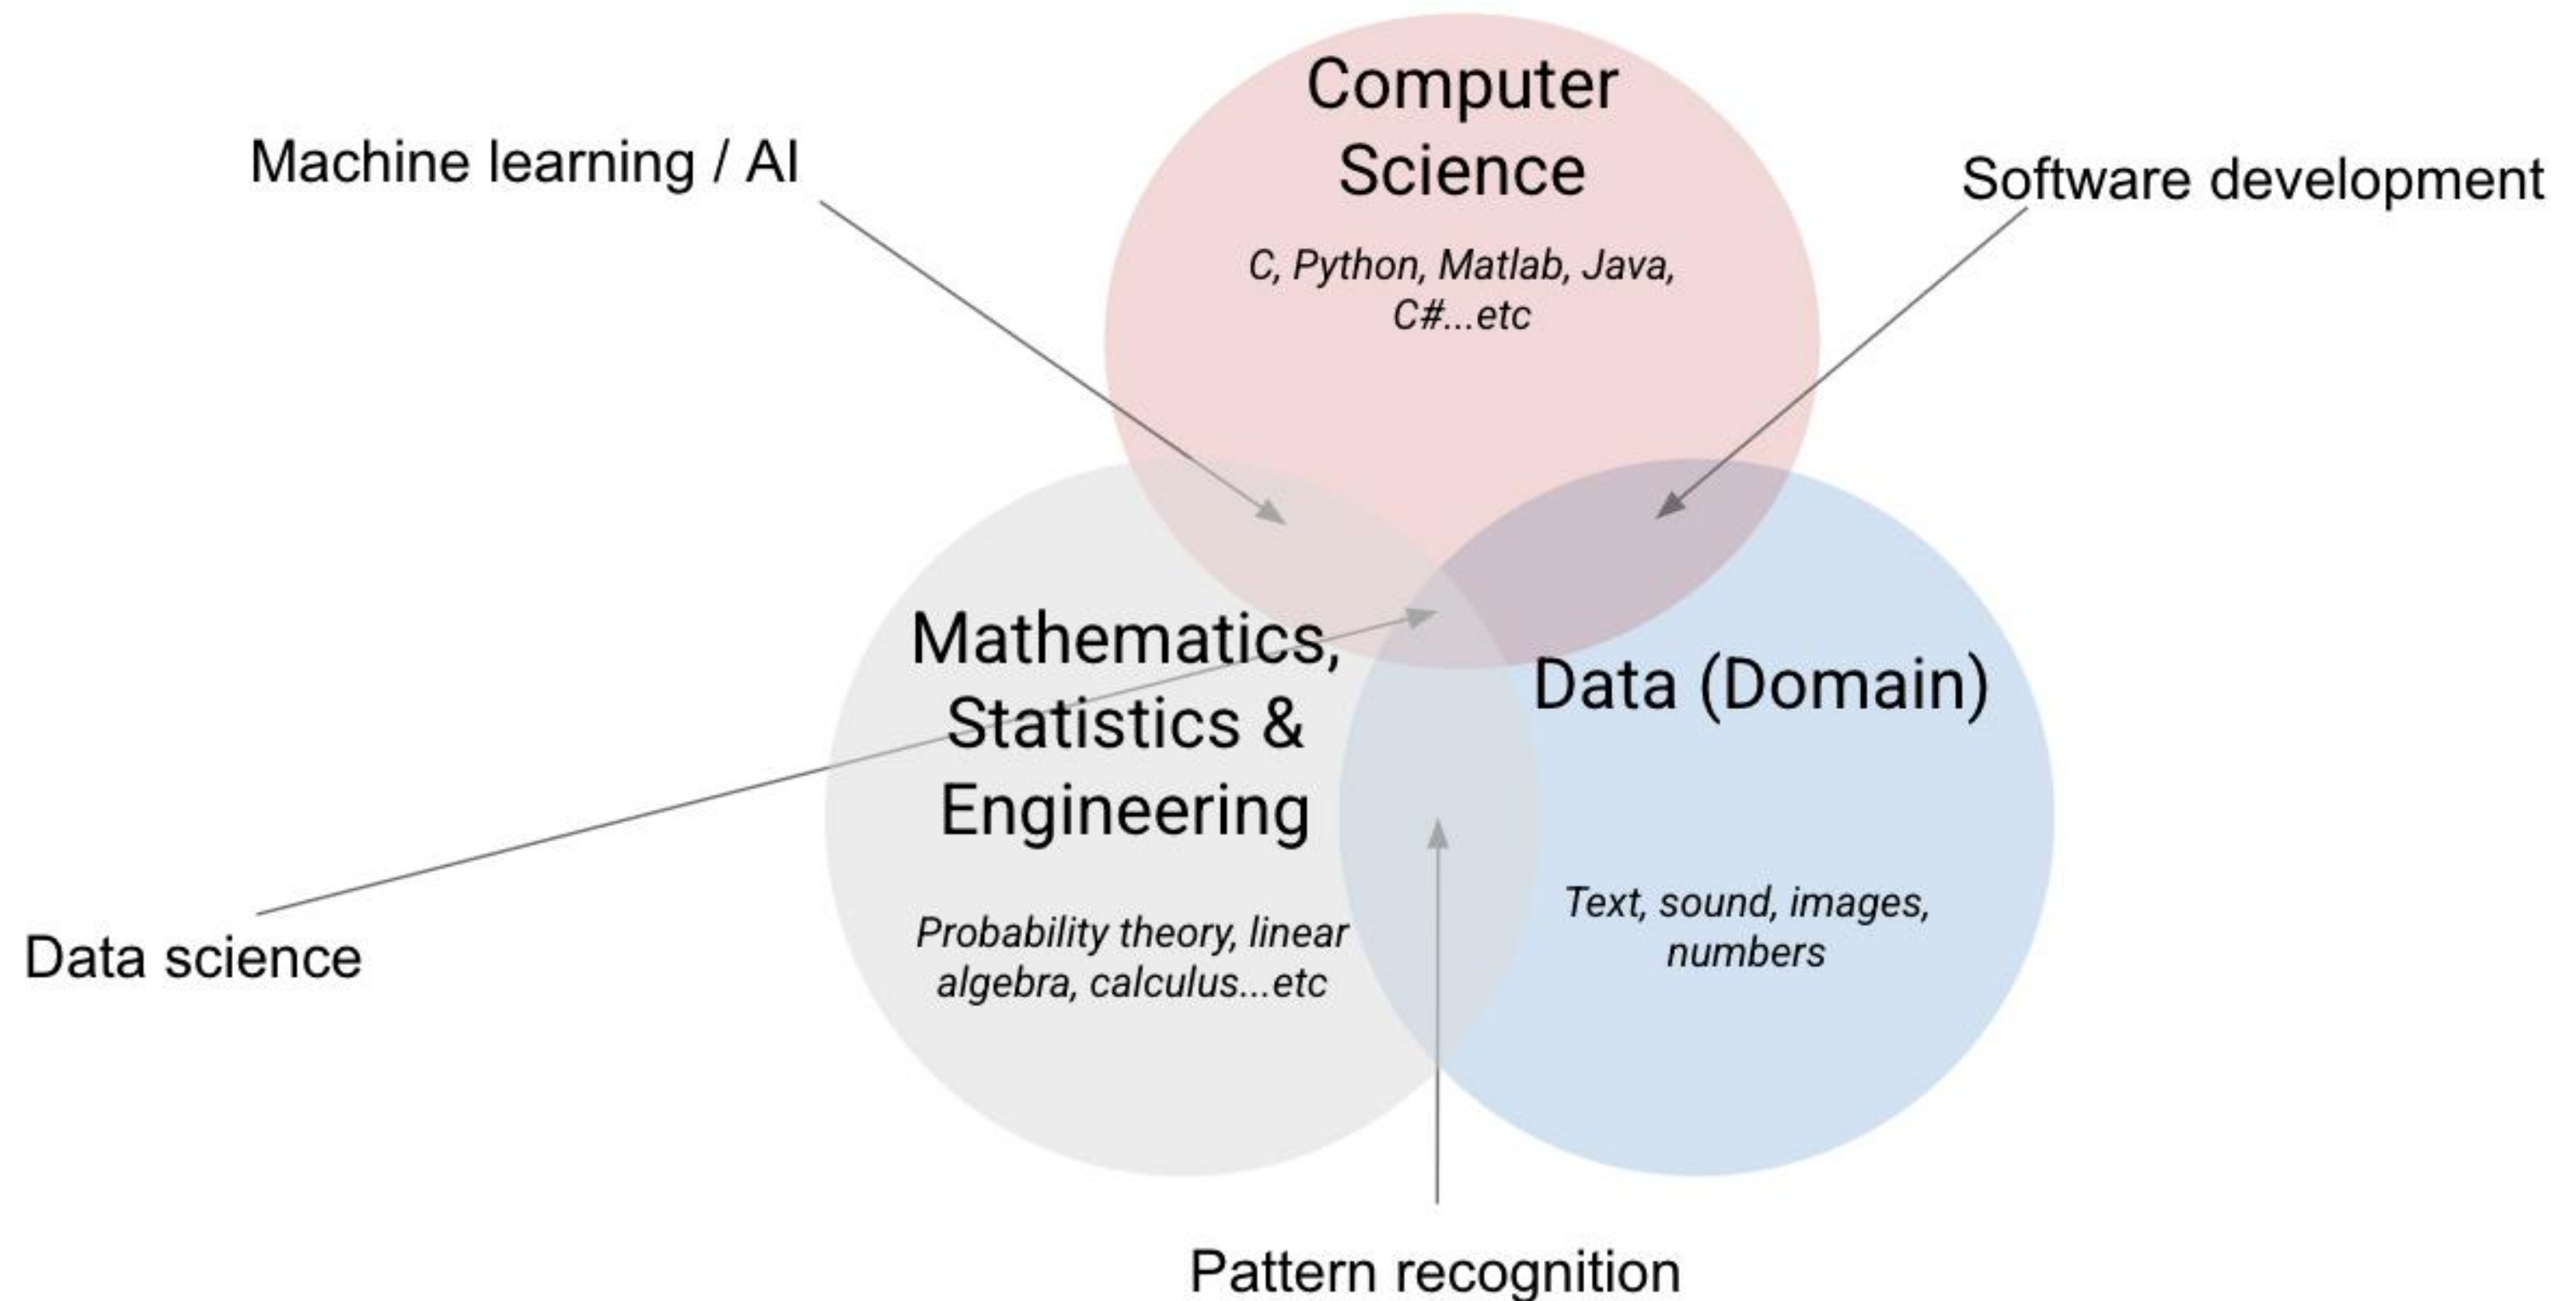 Computer
Science
Machine learning / AI
Software development
C, Python, Matlab, Java,
C#...etc
Mathematics,
Statistics &
Engineering
Data (Domain)
Probability theory, linear
algebra, calculus...etc
Text, sound, images,
numbers
Data science
Pattern recognition